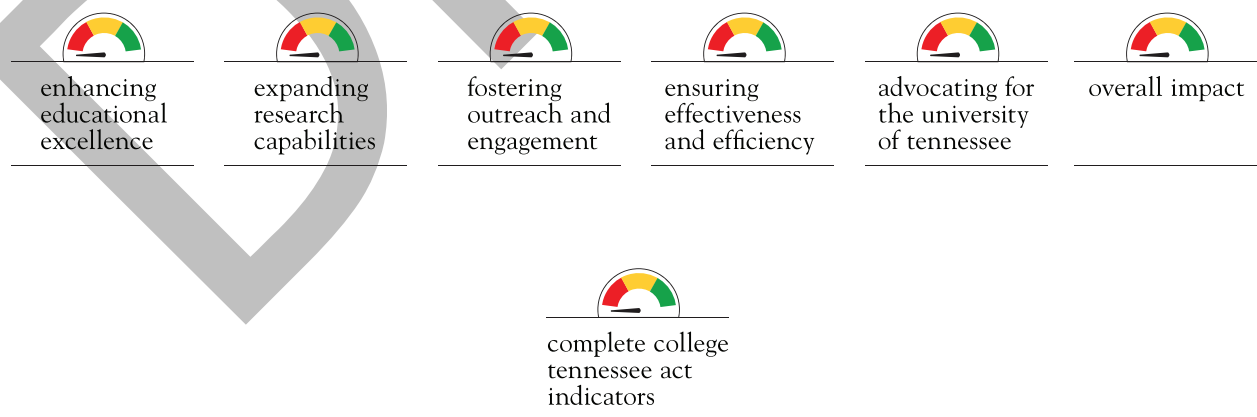 enhancing
educational
excellence
expanding
research
capabilities
fostering
outreach and
engagement
ensuring
effectiveness
and efficiency
advocating for
the university
of tennessee
overall impact
complete college
tennessee act
indicators